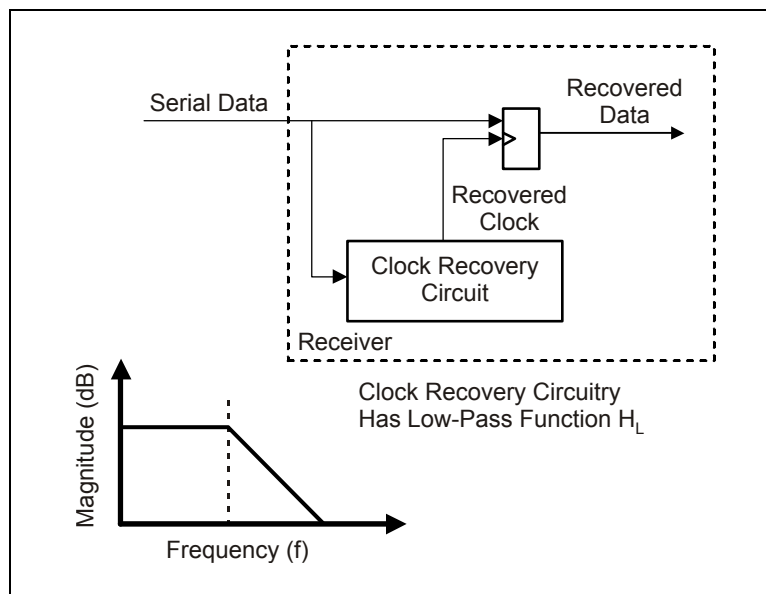 Serial Data
Recovered
Data
Recovered
Clock
Clock Recovery
Circuit
Receiver
Clock Recovery Circuitry
Has Low-Pass Function H_L
Magnitude (dB)
Frequency (f)